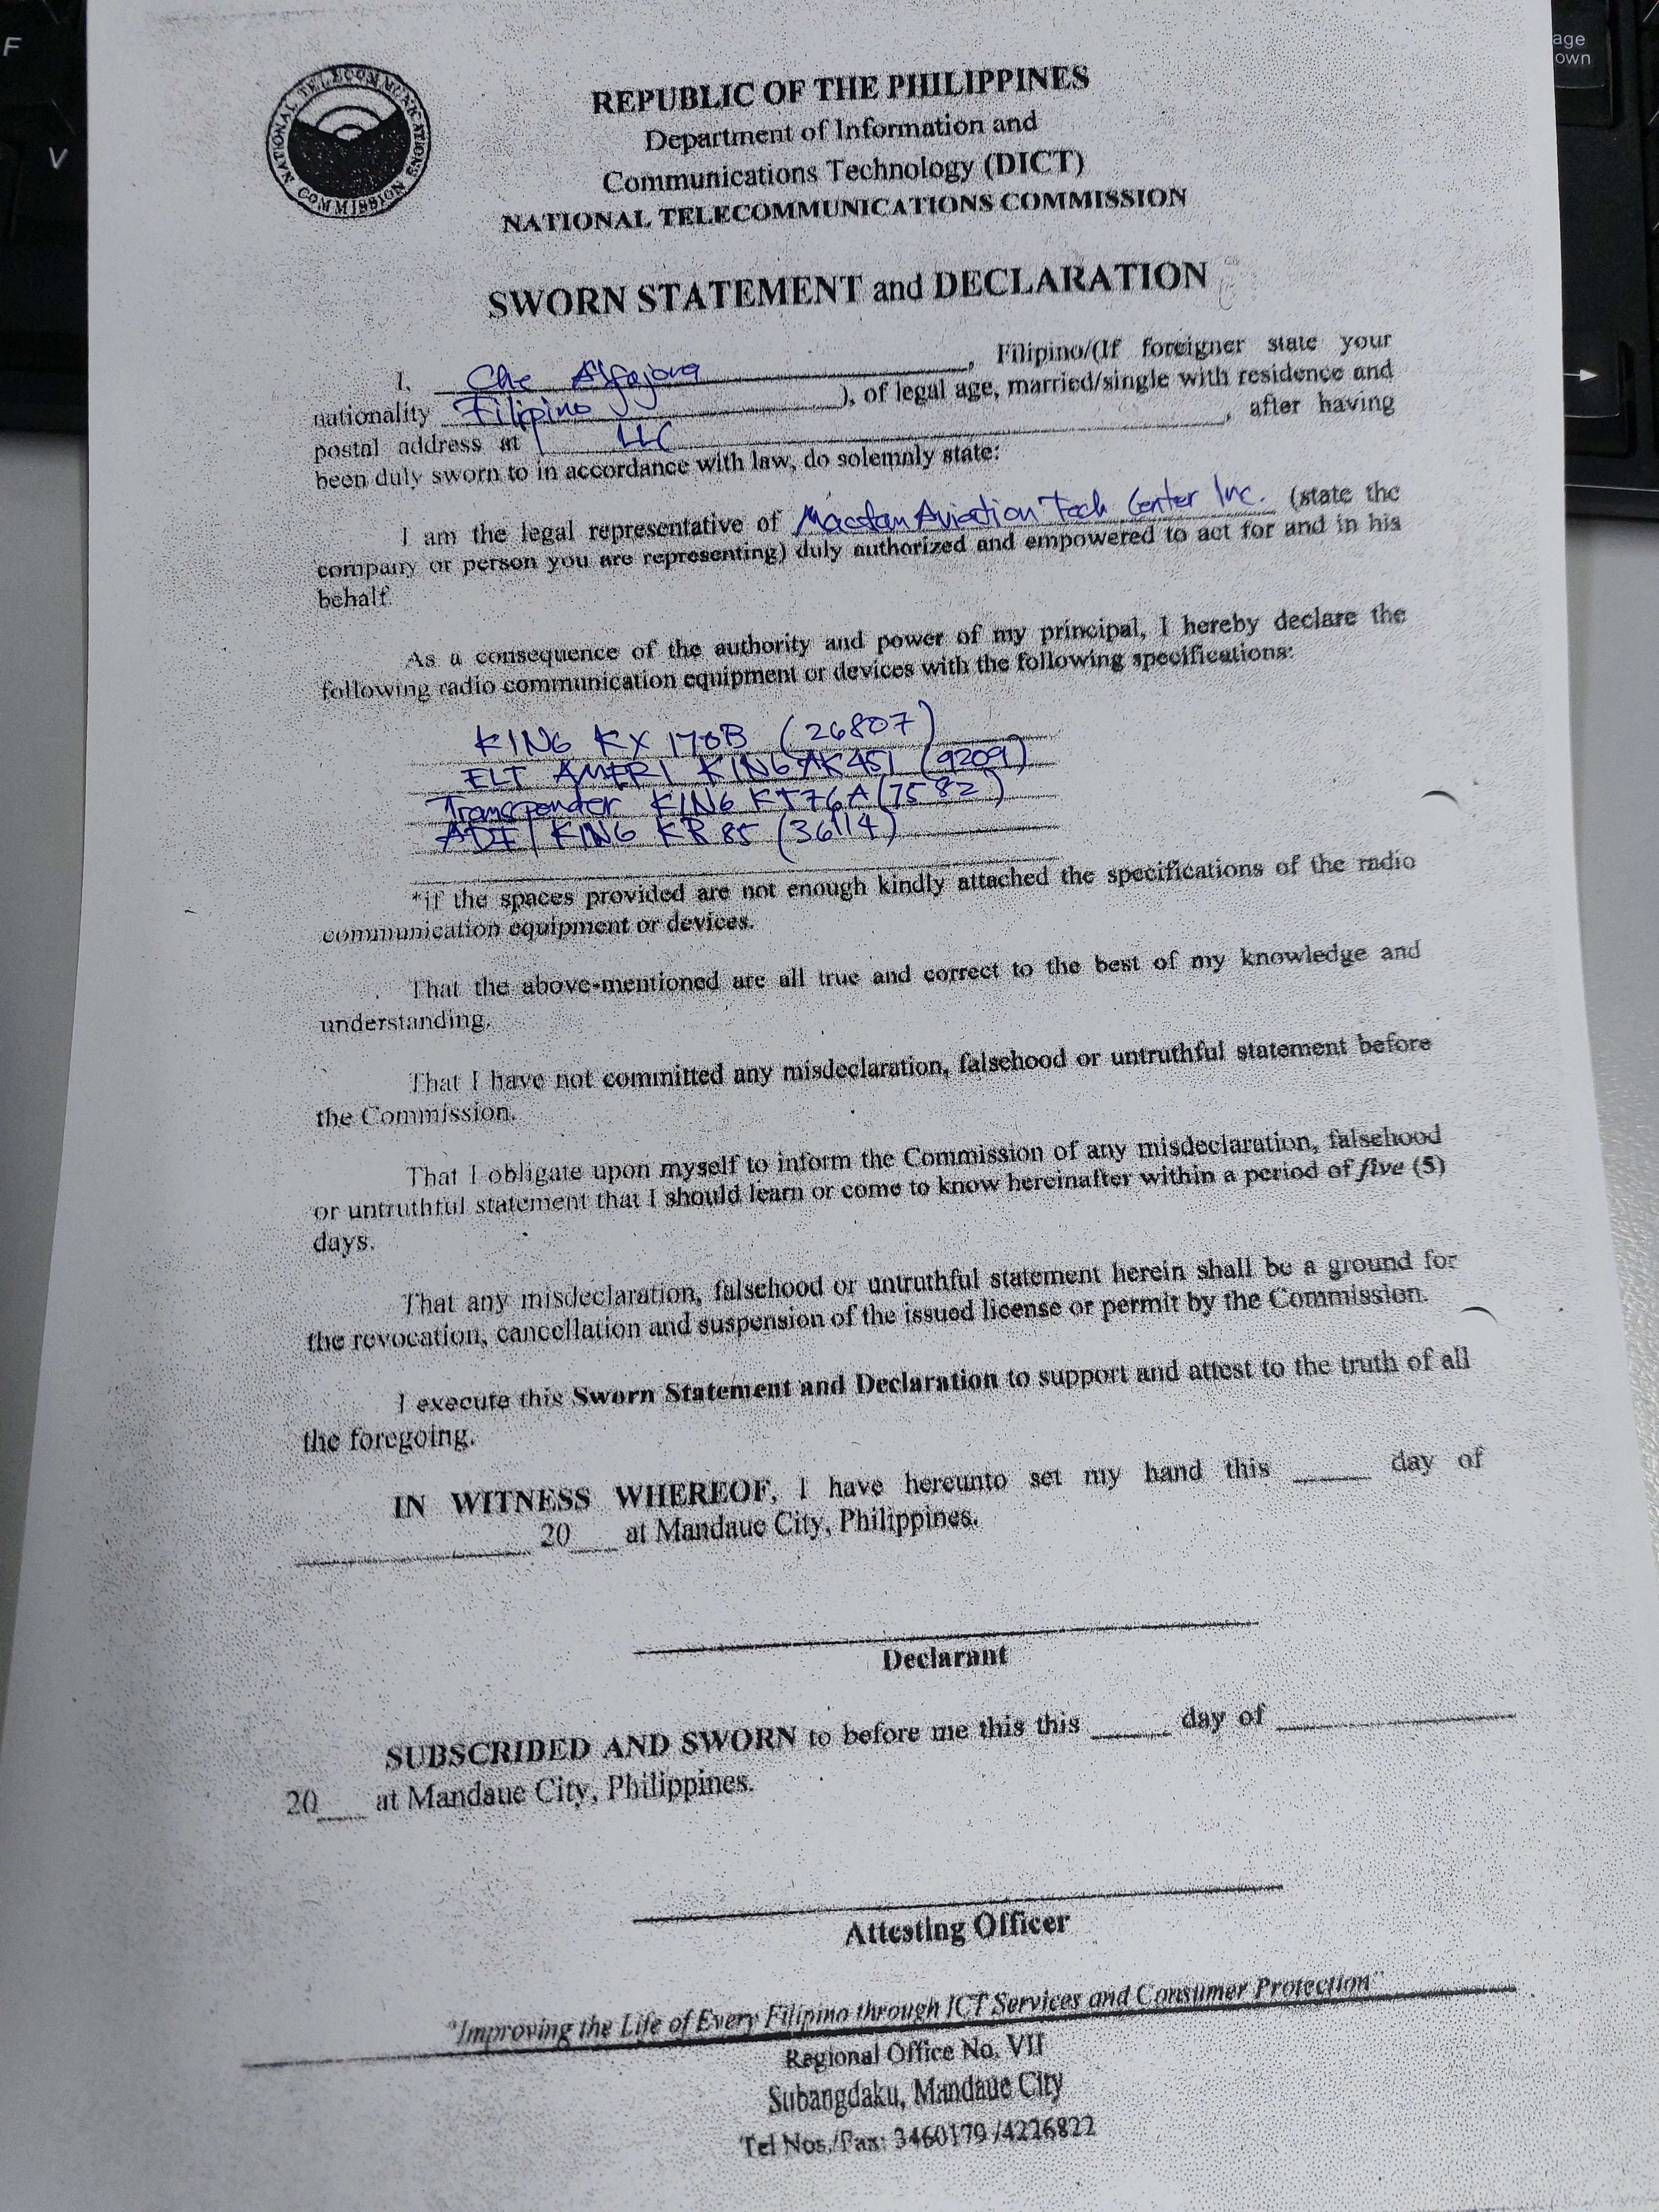 F
V
age
own
NATIONAL TELECOMMUNICATIONS COMMISSION
REPUBLIC OF THE PHILIPPINES
Department of Information and
Communications Technology (DICT)
NATIONAL TELECOMMUNICATIONS COMMISSION
SWORN STATEMENT and DECLARATION
I, Che Alfajora, Filipino/(If foreigner state your
nationality Filipino), of legal age, married/single with residence and
postal address at LLC, after having
been duly sworn to in accordance with law, do solemnly state:
I am the legal representative of Mactan Aviation Tech Center Inc. (state the
company or person you are representing) duly authorized and empowered to act for and in his
behalf.
As a consequence of the authority and power of my principal, I hereby declare the
following radio communication equipment or devices with the following specifications:
KING KX 170B (26807)
ELT AMERI KING AK451 (9209)
Transponder KING KT76A (7582)
ADF / KING KR 85 (36114)
*if the spaces provided are not enough kindly attached the specifications of the radio
communication equipment or devices.
That the above-mentioned are all true and correct to the best of my knowledge and
understanding.
That I have not committed any misdeclaration, falsehood or untruthful statement before
the Commission.
That I obligate upon myself to inform the Commission of any misdeclaration, falsehood
or untruthful statement that I should learn or come to know hereinafter within a period of five (5)
days.
That any misdeclaration, falsehood or untruthful statement herein shall be a ground for
the revocation, cancellation and suspension of the issued license or permit by the Commission.
I execute this Sworn Statement and Declaration to support and attest to the truth of all
the foregoing.
IN WITNESS WHEREOF, I have hereunto set my hand this ____ day of
____ 20___ at Mandaue City, Philippines.
Declarant
SUBSCRIBED AND SWORN to before me this this ____ day of ____
20___ at Mandaue City, Philippines.
Attesting Officer
"Improving the Life of Every Filipino through ICT Services and Consumer Protection"
Regional Office No. VII
Subangdaku, Mandaue City
Tel Nos./Fax: 3460179 /4226822